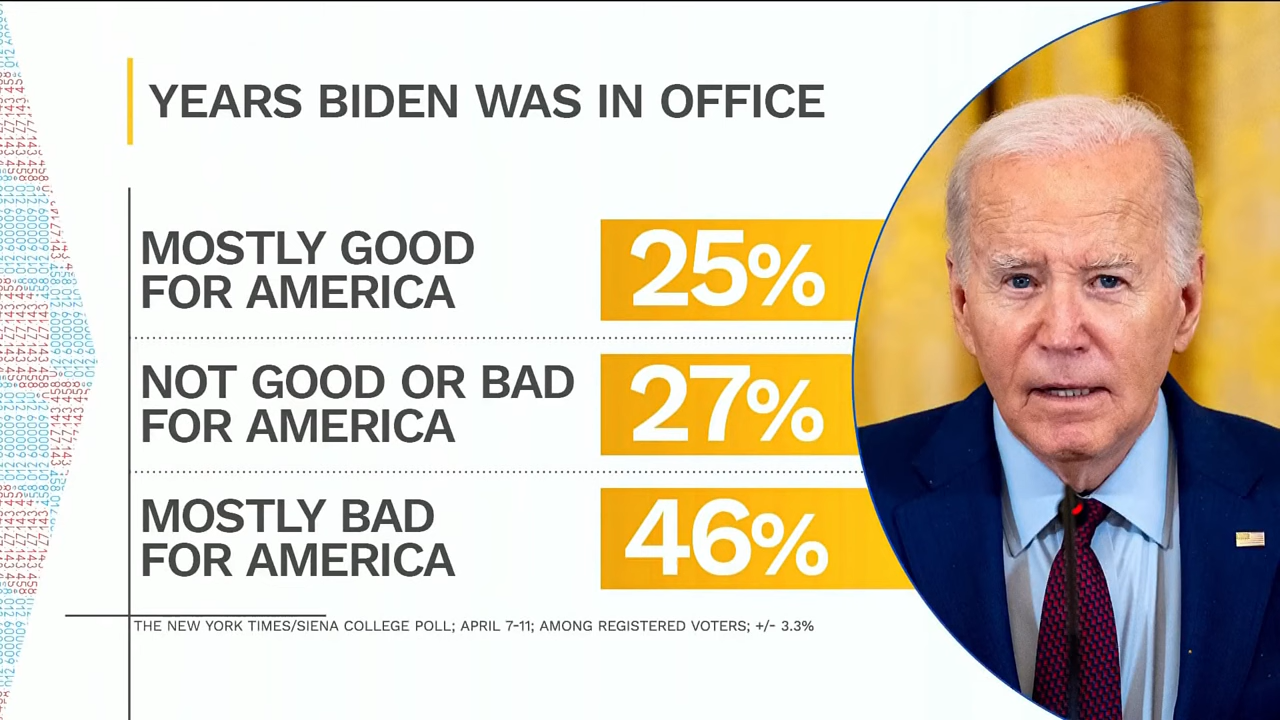 YEARS BIDEN WAS IN OFFICE
MOSTLY GOOD
FOR AMERICA
25%
NOT GOOD OR BAD
FOR AMERICA
27%
MOSTLY BAD
FOR AMERICA
46%
THE NEW YORK TIMES/SIENA COLLEGE POLL; APRIL 7-11; AMONG REGISTERED VOTERS; +/- 3.3%